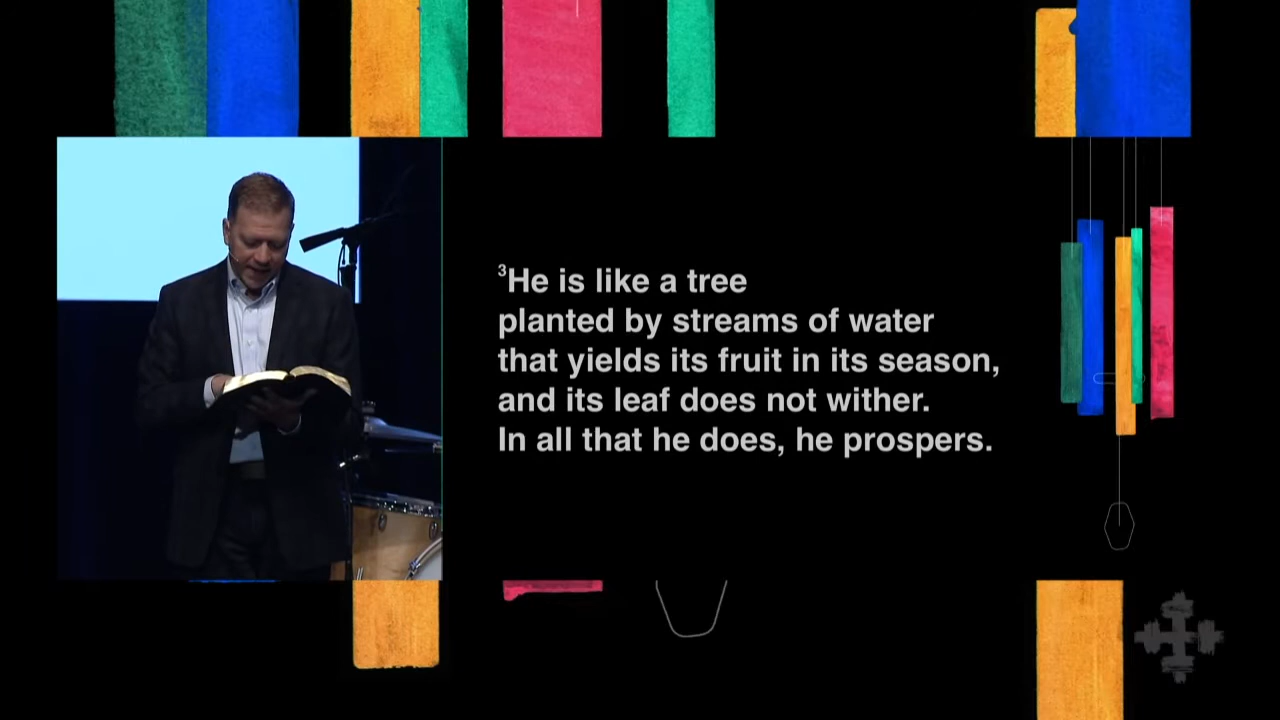 ³He is like a tree
planted by streams of water
that yields its fruit in its season,
and its leaf does not wither.
In all that he does, he prospers.